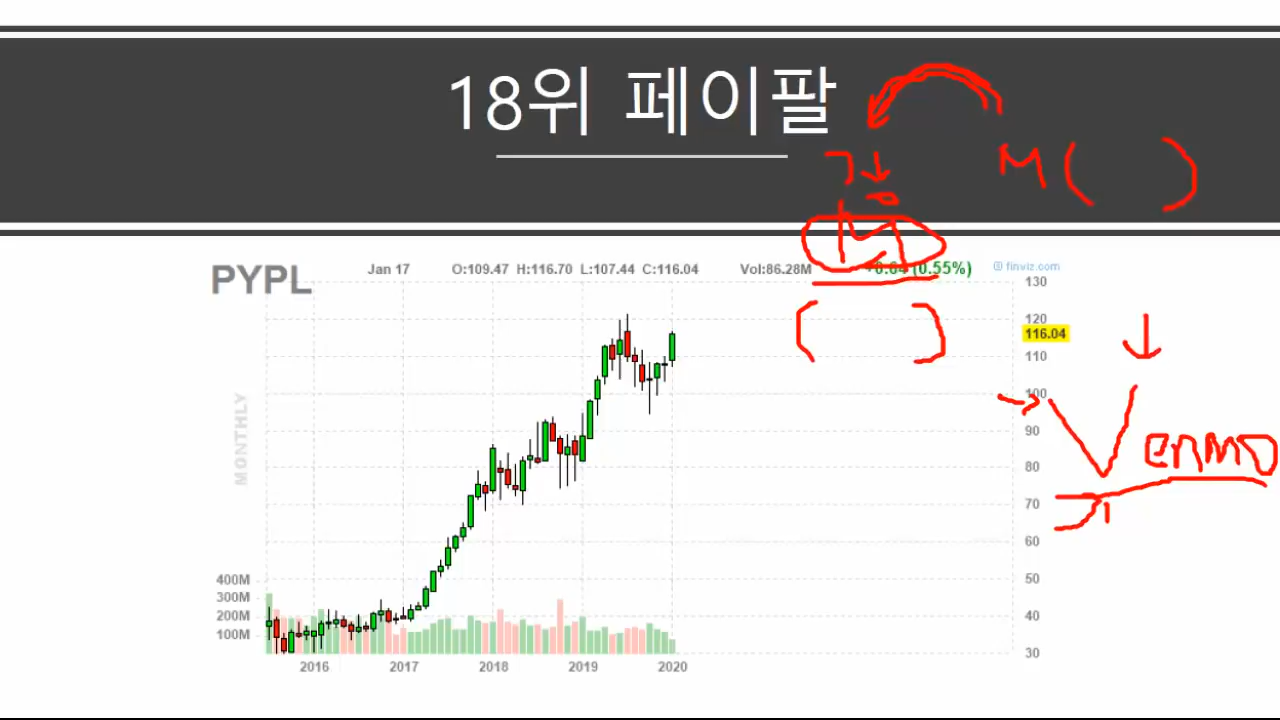 18위 페이팔
M ( )
PYPL
Jan 17 O:109.47 H:116.70 L:107.44 C:116.04 Vol:86.28M (0.55%) finviz.com
130
120
116.04
110
100
90
80
70
60
50
40
30
MONTHLY
Venmo
400M
300M
200M
100M
2016 2017 2018 2019 2020